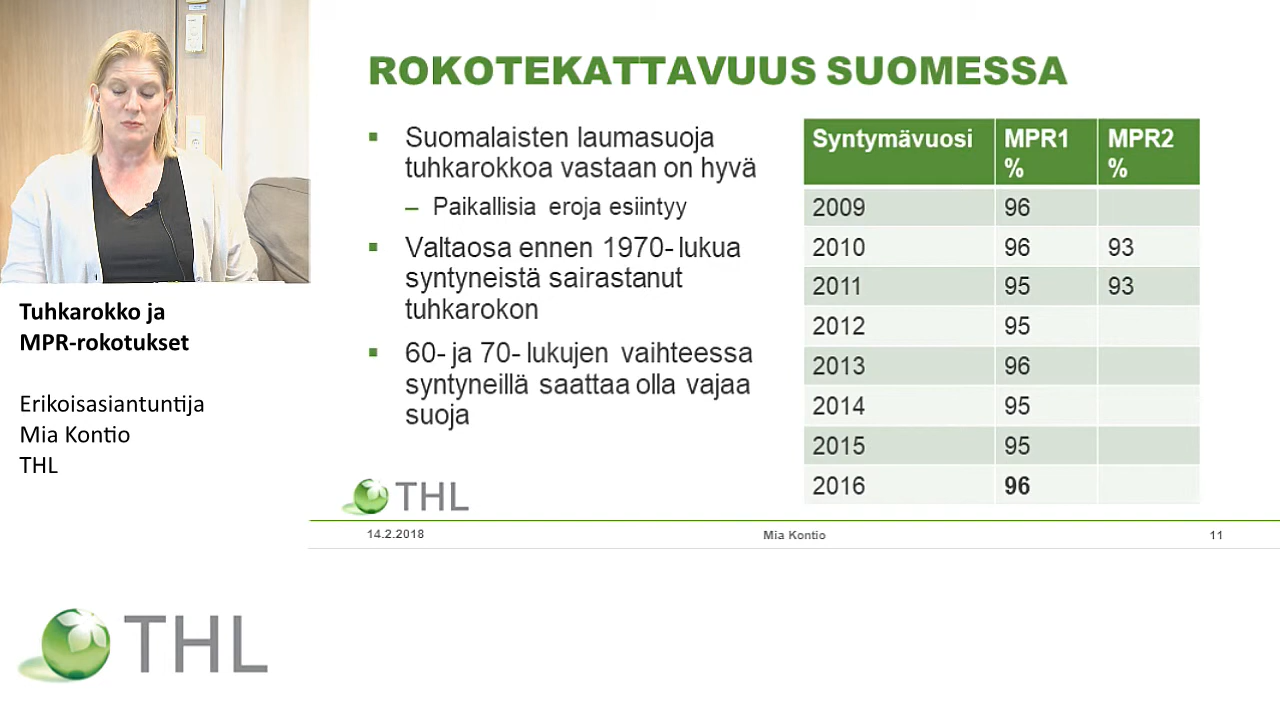 ROKOTEKATTAVUUS SUOMESSA
Suomalaisten laumasuoja
tuhkarokkoa vastaan on hyvä
– Paikallisia eroja esiintyy
Valtaosa ennen 1970-lukua
syntyneistä sairastanut
tuhkarokon
60- ja 70-lukujen vaihteessa
syntyneillä saattaa olla vajaa
suoja
Syntymävuosi MPR1 % MPR2 %
2009 96
2010 96 93
2011 95 93
2012 95
2013 96
2014 95
2015 95
2016 96
THL
14.2.2018 Mia Kontio 11
Tuhkarokko ja
MPR-rokotukset
Erikoisasiantuntija
Mia Kontio
THL
THL